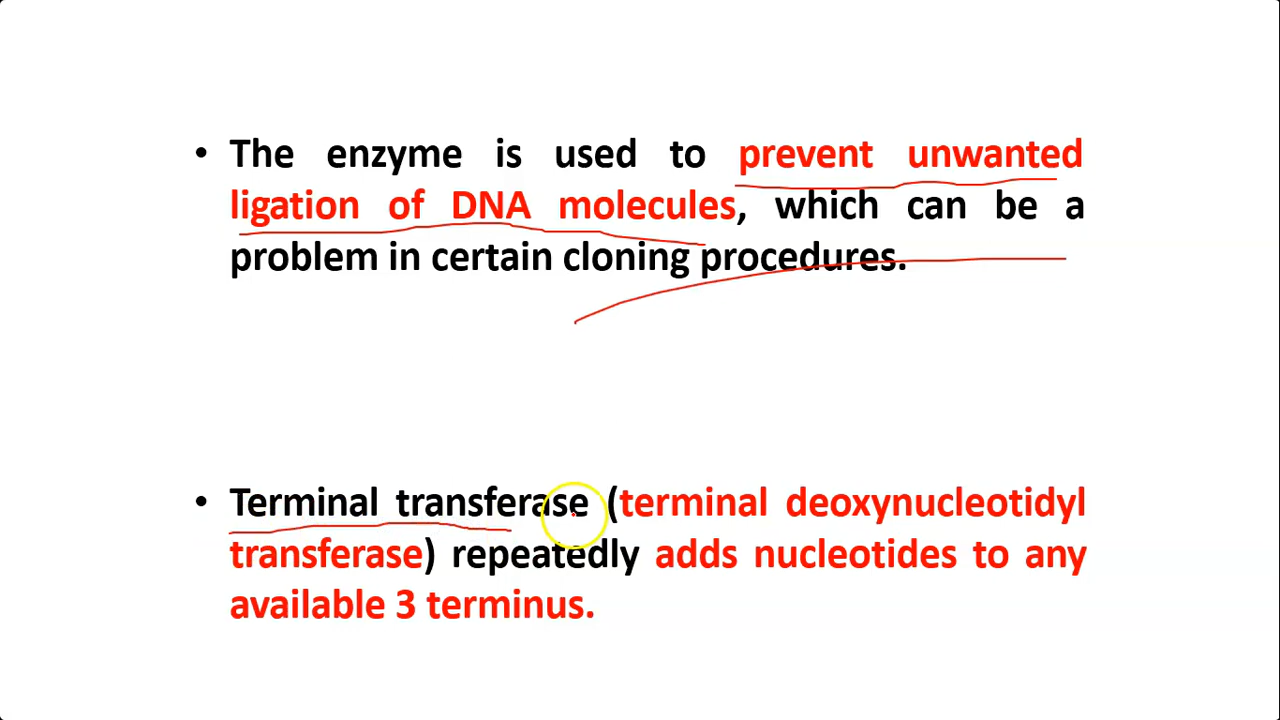 • The enzyme is used to prevent unwanted
ligation of DNA molecules, which can be a
problem in certain cloning procedures.
• Terminal transferase (terminal deoxynucleotidyl
transferase) repeatedly adds nucleotides to any
available 3 terminus.